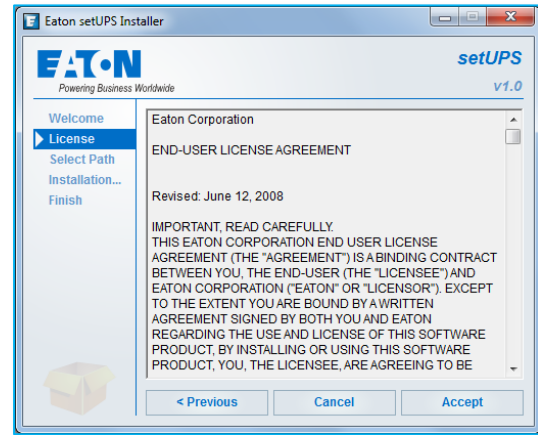 Eaton setUPS Installer
EATON
Powering Business Worldwide
setUPS
v1.0
Welcome
License
Select Path
Installation...
Finish
Eaton Corporation
END-USER LICENSE AGREEMENT
Revised: June 12, 2008
IMPORTANT, READ CAREFULLY.
THIS EATON CORPORATION END USER LICENSE
AGREEMENT (THE "AGREEMENT") IS A BINDING CONTRACT
BETWEEN YOU, THE END-USER (THE "LICENSEE") AND
EATON CORPORATION ("EATON" OR "LICENSOR"). EXCEPT
TO THE EXTENT YOU ARE BOUND BY A WRITTEN
AGREEMENT SIGNED BY BOTH YOU AND EATON
REGARDING THE USE AND LICENSE OF THIS SOFTWARE
PRODUCT, BY INSTALLING OR USING THIS SOFTWARE
PRODUCT, YOU, THE LICENSEE, ARE AGREEING TO BE
< Previous
Cancel
Accept